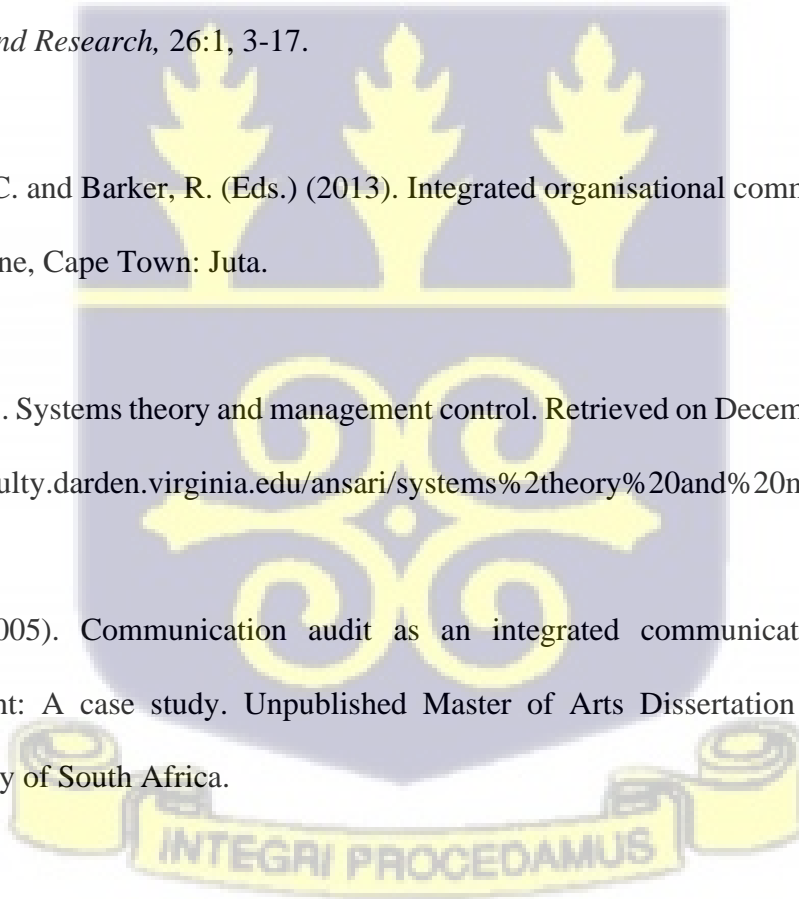 nd Research, 26:1, 3-17.
C. and Barker, R. (Eds.) (2013). Integrated organisational comm
ne, Cape Town: Juta.
. Systems theory and management control. Retrieved on Decem
ulty.darden.virginia.edu/ansari/systems%2theory%20and%20m
005). Communication audit as an integrated communicat
nt: A case study. Unpublished Master of Arts Dissertation
y of South Africa.
INTEGRI PROCEDAMUS